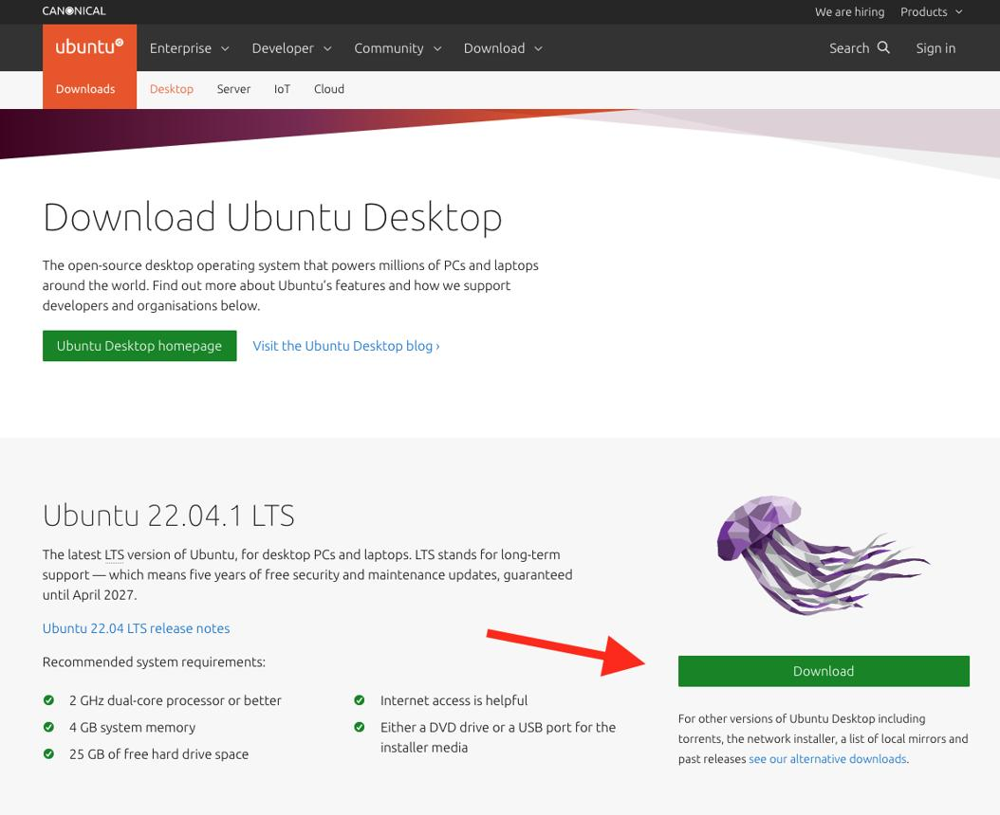 CANONICAL
We are hiring Products
ubuntu
Enterprise Developer Community Download
Search Sign in
Downloads Desktop Server IoT Cloud
Download Ubuntu Desktop
The open-source desktop operating system that powers millions of PCs and laptops
around the world. Find out more about Ubuntu's features and how we support
developers and organisations below.
Ubuntu Desktop homepage Visit the Ubuntu Desktop blog ›
Ubuntu 22.04.1 LTS
The latest LTS version of Ubuntu, for desktop PCs and laptops. LTS stands for long-term
support — which means five years of free security and maintenance updates, guaranteed
until April 2027.
Ubuntu 22.04 LTS release notes
Recommended system requirements:
2 GHz dual-core processor or better
4 GB system memory
25 GB of free hard drive space
Internet access is helpful
Either a DVD drive or a USB port for the
installer media
Download
For other versions of Ubuntu Desktop including
torrents, the network installer, a list of local mirrors and
past releases see our alternative downloads.